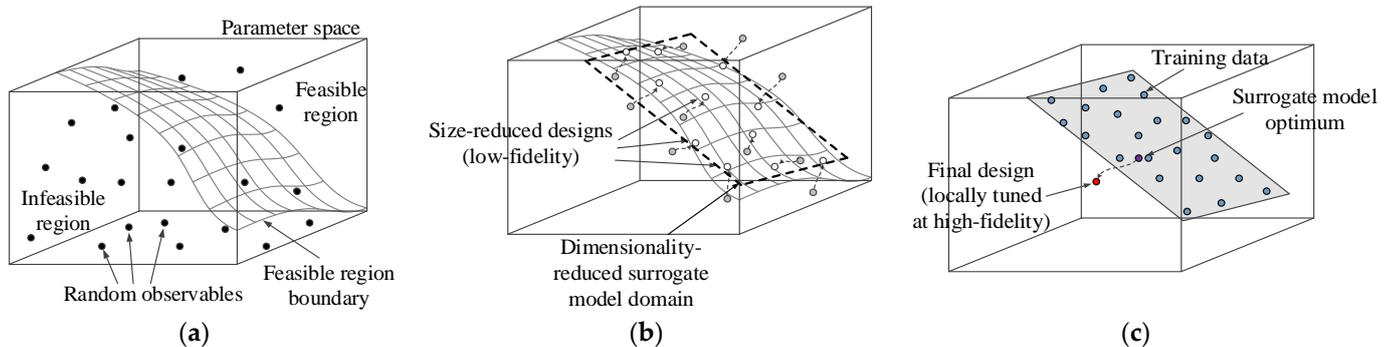 Parameter space
Feasible
region
Infeasible
region
Random observables
Feasible region
boundary
(a)
Size-reduced designs
(low-fidelity)
Dimensionality-
reduced surrogate
model domain
(b)
Training data
Surrogate model
optimum
Final design
(locally tuned
at high-fidelity)
(c)